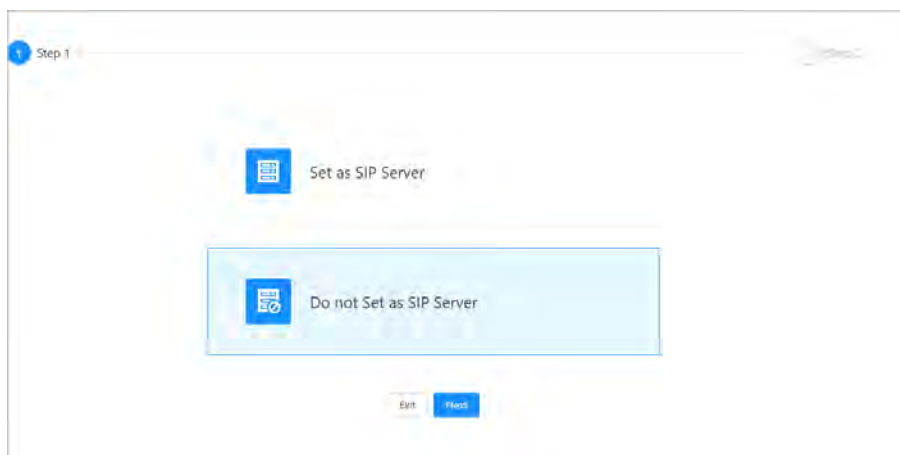 1 Step 1
Set as SIP Server
Do not Set as SIP Server
Exit Next